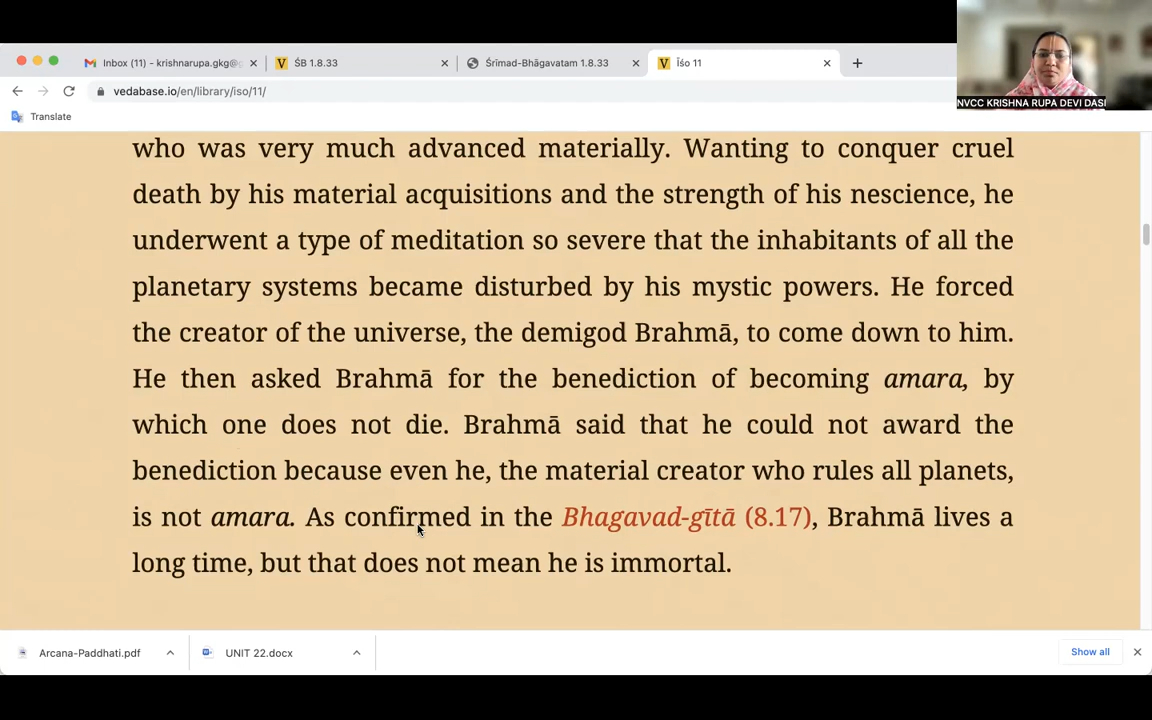 Inbox (11) - krishnarupa.gkg@g
ŚB 1.8.33
Śrīmad-Bhāgavatam 1.8.33
Īśo 11
vedabase.io/en/library/iso/11/
NVCC KRISHNA RUPA DEVI DASI
Translate
who was very much advanced materially. Wanting to conquer cruel
death by his material acquisitions and the strength of his nescience, he
underwent a type of meditation so severe that the inhabitants of all the
planetary systems became disturbed by his mystic powers. He forced
the creator of the universe, the demigod Brahmā, to come down to him.
He then asked Brahmā for the benediction of becoming amara, by
which one does not die. Brahmā said that he could not award the
benediction because even he, the material creator who rules all planets,
is not amara. As confirmed in the Bhagavad-gītā (8.17), Brahmā lives a
long time, but that does not mean he is immortal.
Arcana-Paddhati.pdf
UNIT 22.docx
Show all